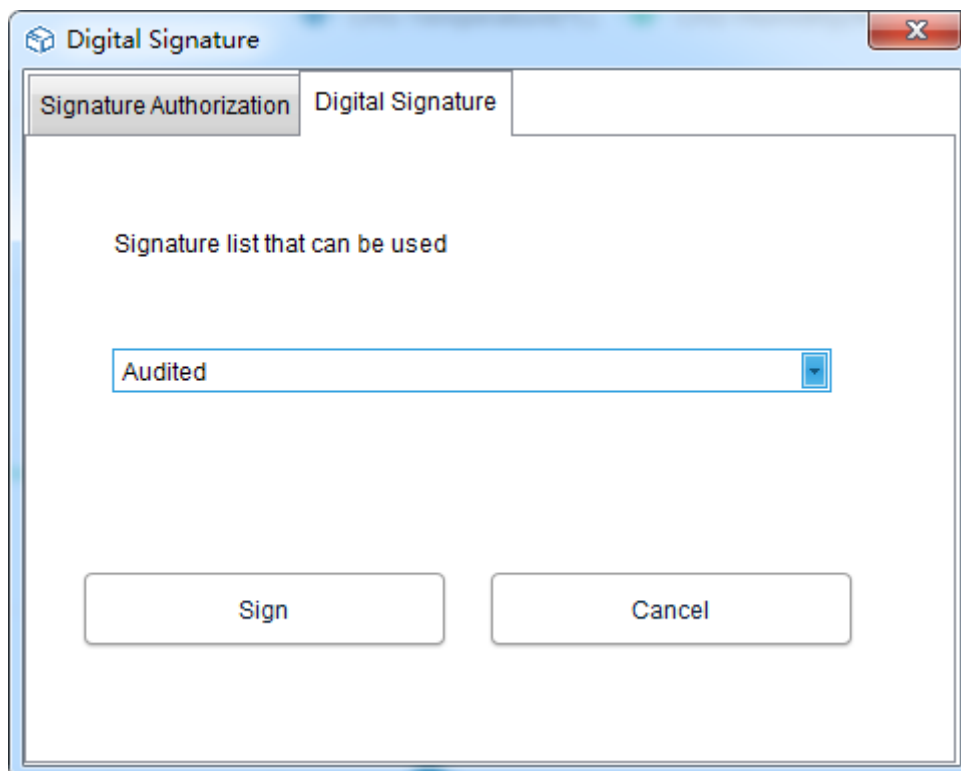 Digital Signature
Signature Authorization
Digital Signature
Signature list that can be used
Audited
Sign
Cancel